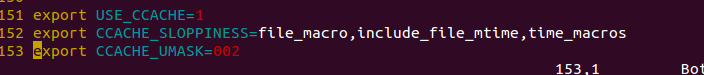 151 export USE_CCACHE=1
152 export CCACHE_SLOPPINESS=file_macro,include_file_mtime,time_macros
153 export CCACHE_UMASK=002
153,1 Bot